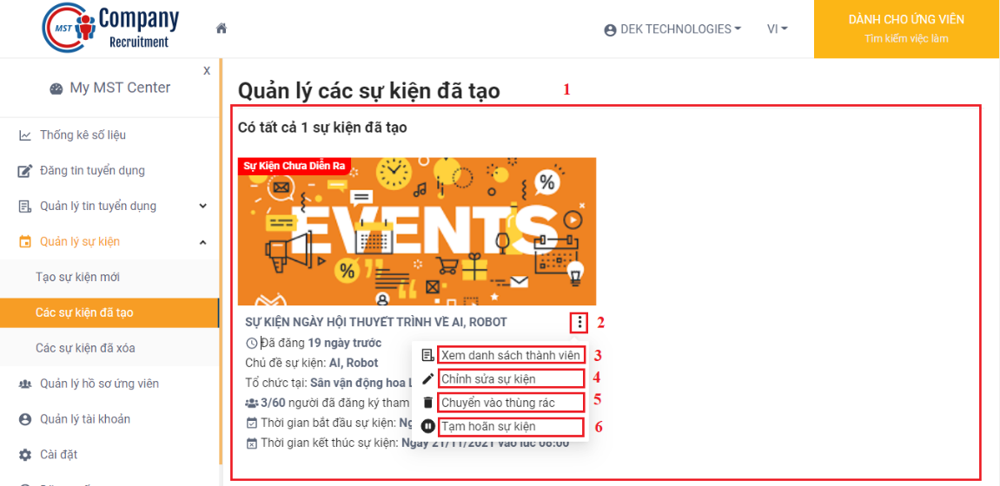 MST Company
Recruitment
DEK TECHNOLOGIES
VI
DÀNH CHO ỨNG VIÊN
Tìm kiếm việc làm
x
My MST Center
Thống kê số liệu
Đăng tin tuyển dụng
Quản lý tin tuyển dụng
Quản lý sự kiện
Tạo sự kiện mới
Các sự kiện đã tạo
Các sự kiện đã xóa
Quản lý hồ sơ ứng viên
Quản lý tài khoản
Cài đặt
Quản lý các sự kiện đã tạo 1
Có tất cả 1 sự kiện đã tạo
Sự Kiện Chưa Diễn Ra
EVENTS
SỰ KIỆN NGÀY HỘI THUYẾT TRÌNH VỀ AI, ROBOT 2
Đã đăng 19 ngày trước
Chủ đề sự kiện: AI, Robot
Tổ chức tại: Sân vận động hoa
3/60 người đã đăng ký tham
Thời gian bắt đầu sự kiện:
Thời gian kết thúc sự kiện: Ngày 21/11/2021 vào lúc 06:00
Xem danh sách thành viên 3
Chỉnh sửa sự kiện 4
Chuyển vào thùng rác 5
Tạm hoãn sự kiện 6